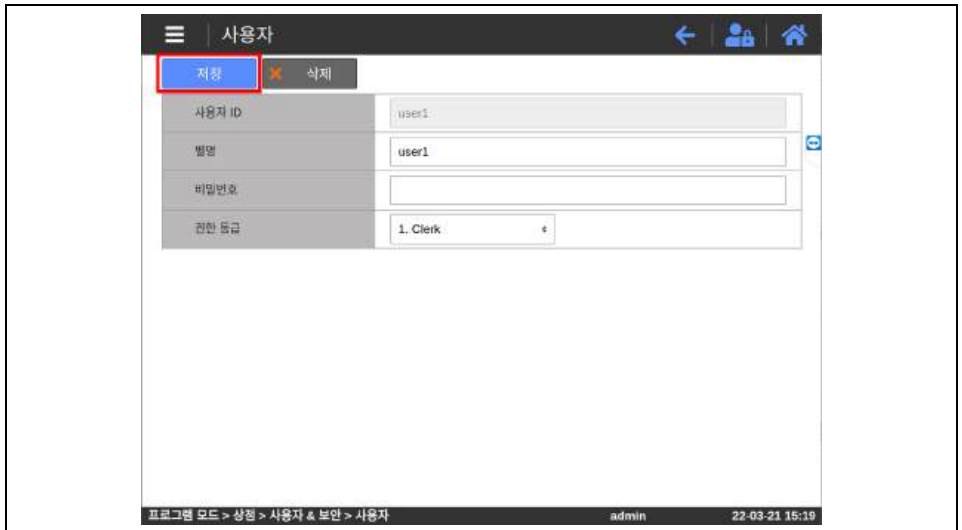 사용자
저장
삭제
사용자 ID
user1
별명
user1
비밀번호
권한 등급
1. Clerk
프로그램 모드 > 상점 > 사용자 & 보안 > 사용자
admin
22-03-21 15:19